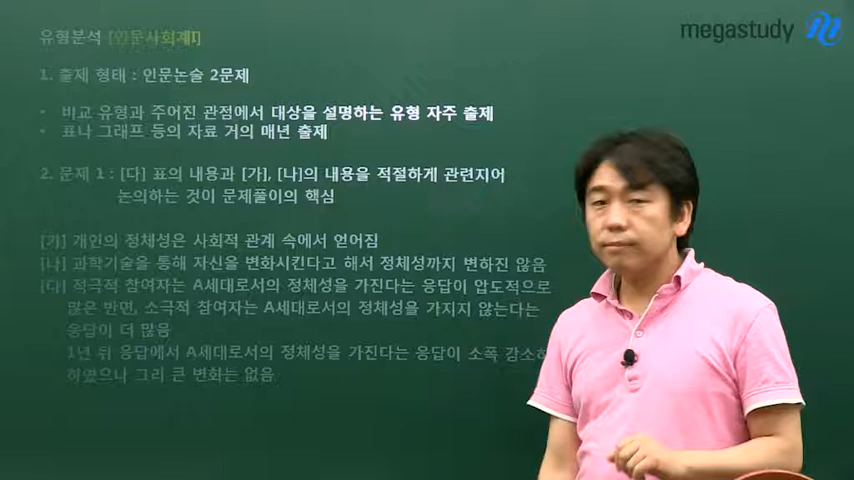 megastudy
유형분석 [인문사회계Ⅰ]
1. 출제 형태 : 인문논술 2문제
• 비교 유형과 주어진 관점에서 대상을 설명하는 유형 자주 출제
• 표나 그래프 등의 자료 거의 매년 출제
2. 문제 1 : [다] 표의 내용과 [가], [나]의 내용을 적절하게 관련지어
논의하는 것이 문제풀이의 핵심
[가] 개인의 정체성은 사회적 관계 속에서 얻어짐
[나] 과학기술을 통해 자신을 변화시킨다고 해서 정체성까지 변하진 않음
[다] 적극적 참여자는 A세대로서의 정체성을 가진다는 응답이 압도적으로
많은 반면, 소극적 참여자는 A세대로서의 정체성을 가지지 않는다는
응답이 더 많음
1년 뒤 응답에서 A세대로서의 정체성을 가진다는 응답이 소폭 감소
하였으나 그리 큰 변화는 없음